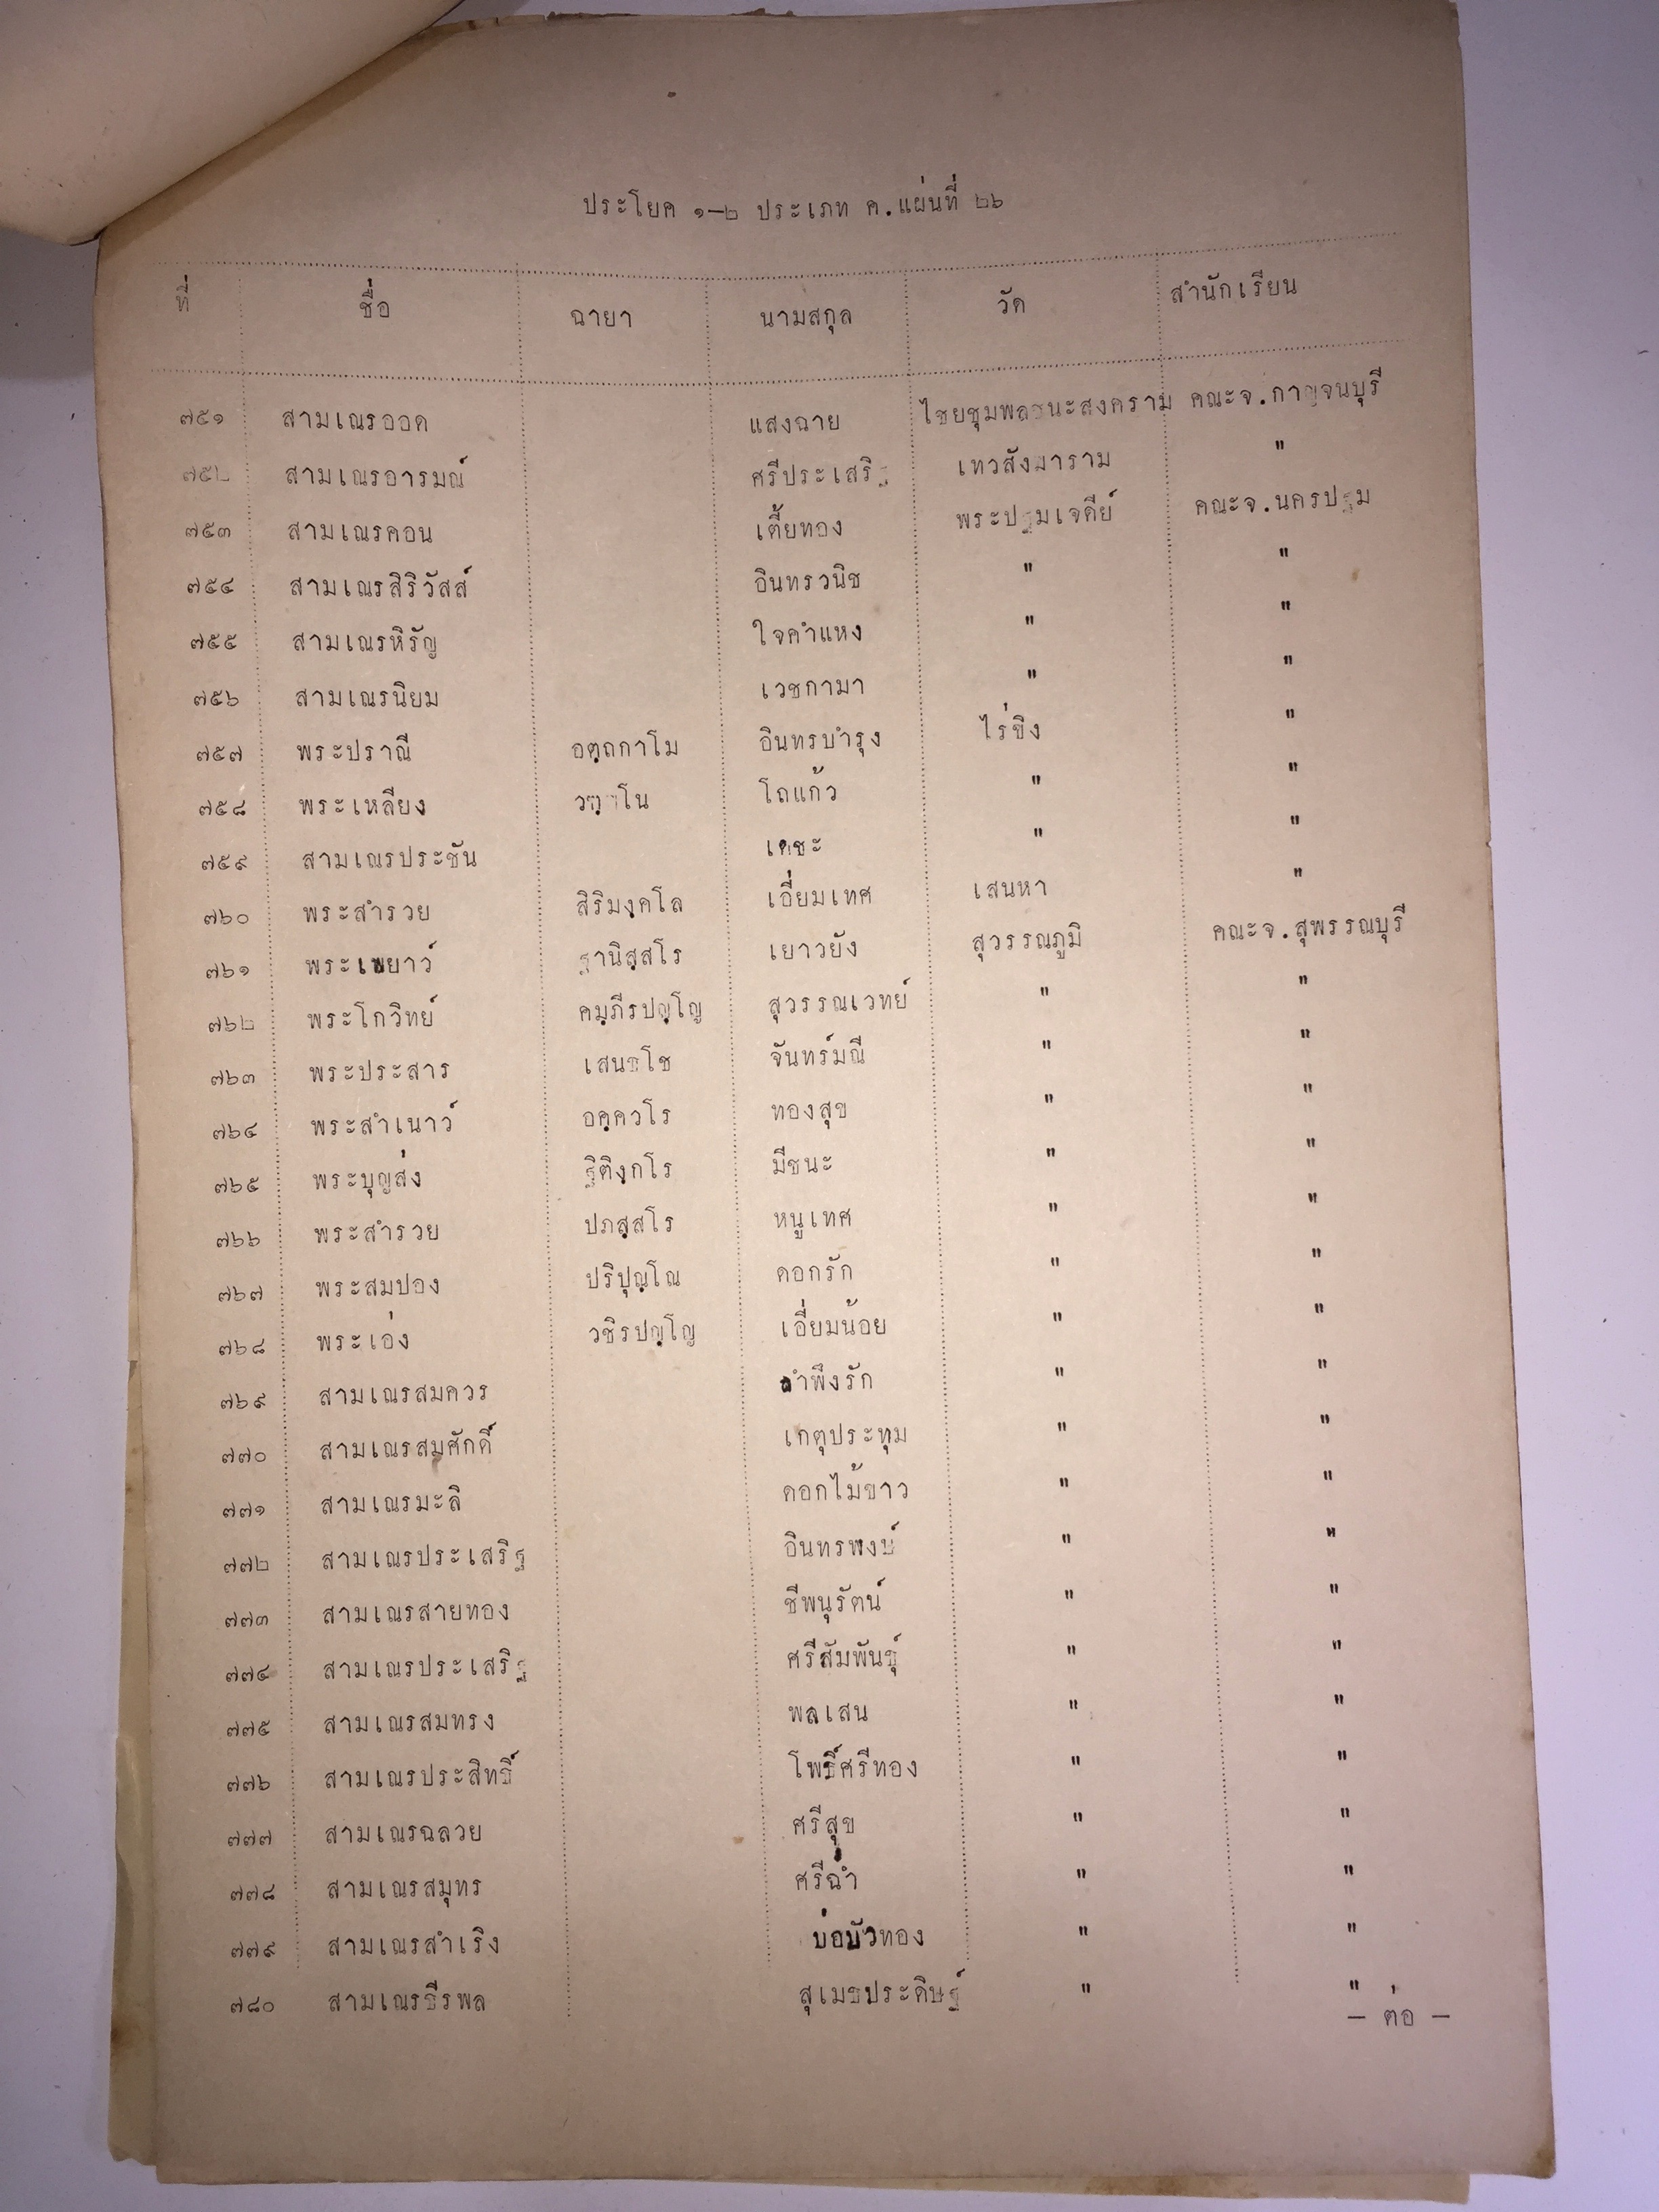 ประโยค ๑–๒ ประเภท ค.แผ่นที่ ๒๖
ที่ ชื่อ ฉายา นามสกุล วัด สำนักเรียน
๗๕๑ สามเณรออด แสงฉาย ไชยชุมพลชนะสงคราม คณะจ.กาญจนบุรี
๗๕๒ สามเณรอารมณ์ ศรีประเสริฐ เทวสังฆาราม "
๗๕๓ สามเณรคอน เตี้ยทอง พระปฐมเจดีย์ คณะจ.นครปฐม
๗๕๔ สามเณรสิริวัสส์ อินทรวนิช " "
๗๕๕ สามเณรหิรัญ ใจคำแหง " "
๗๕๖ สามเณรนิยม เวชกามา " "
๗๕๗ พระปราณี อตฺถกาโม อินทรบำรุง ไร่ขิง "
๗๕๘ พระเหลียง โถแก้ว " "
๗๕๙ สามเณรประชัน เดชะ " "
๗๖๐ พระสำรวย สิริมงฺคโล เอี่ยมเทศ เสนหา "
๗๖๑ พระเพยาว์ ฐานิสฺสโร เยาวยัง สุวรรณภูมิ คณะจ.สุพรรณบุรี
๗๖๒ พระโกวิทย์ คมฺภีรปญฺโญ สุวรรณเวทย์ " "
๗๖๓ พระประสาร จันทร์มณี " "
๗๖๔ พระสำเนาว์ อคฺควโร ทองสุข " "
๗๖๕ พระบุญส่ง ฐิติงฺกโร มีชนะ " "
๗๖๖ พระสำรวย ปภสฺสโร หนูเทศ " "
๗๖๗ พระสมปอง ปริปุณฺโณ ดอกรัก " "
๗๖๘ พระเอ่ง วชิรปญฺโญ เอี่ยมน้อย " "
๗๖๙ สามเณรสมควร ลำพึงรัก " "
๗๗๐ สามเณรสมศักดิ์ เกตุประทุม " "
๗๗๑ สามเณรมะลิ ดอกไม้ขาว " "
๗๗๒ สามเณรประเสริฐ อินทรพงษ์ " "
๗๗๓ สามเณรสายทอง ชีพนุรัตน์ " "
๗๗๔ สามเณรประเสริฐ ศรีสัมพันธุ์ " "
๗๗๕ สามเณรสมทรง พลเสน " "
๗๗๖ สามเณรประสิทธิ์ โพธิ์ศรีทอง " "
๗๗๗ สามเณรฉลวย ศรีสุข " "
๗๗๘ สามเณรสมุทร ศรีฉ่ำ " "
๗๗๙ สามเณรสำเริง บ่อบัวทอง " "
๗๘๐ สามเณรธีรพล สุเมธประดิษฐ์ " "
– ต่อ –